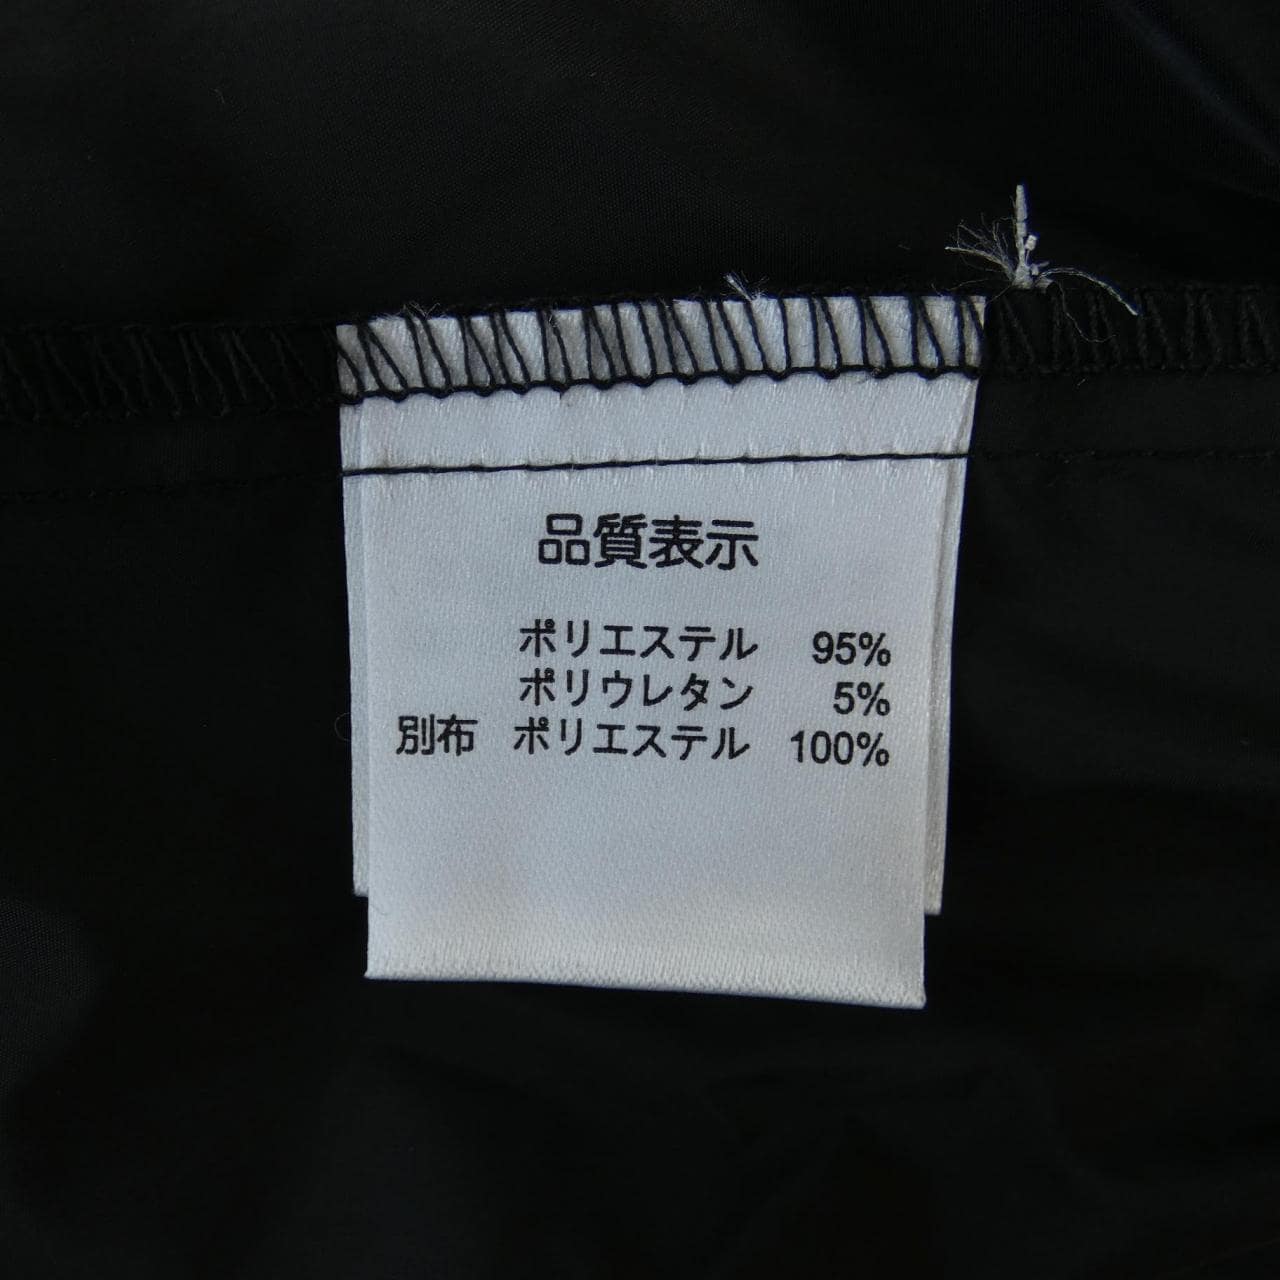 品質表示
ポリエステル 95%
ポリウレタン 5%
別布 ポリエステル 100%